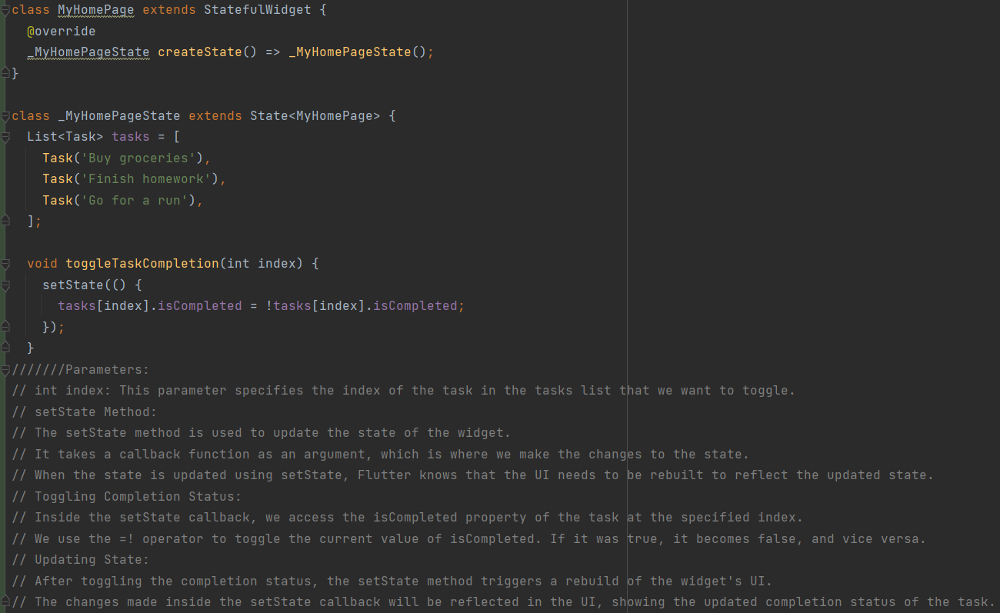 class MyHomePage extends StatefulWidget {
  @override
  _MyHomePageState createState() => _MyHomePageState();
}

class _MyHomePageState extends State<MyHomePage> {
  List<Task> tasks = [
    Task('Buy groceries'),
    Task('Finish homework'),
    Task('Go for a run'),
  ];

  void toggleTaskCompletion(int index) {
    setState(() {
      tasks[index].isCompleted = !tasks[index].isCompleted;
    });
  }
///////Parameters:
// int index: This parameter specifies the index of the task in the tasks list that we want to toggle.
// setState Method:
// The setState method is used to update the state of the widget.
// It takes a callback function as an argument, which is where we make the changes to the state.
// When the state is updated using setState, Flutter knows that the UI needs to be rebuilt to reflect the updated state.
// Toggling Completion Status:
// Inside the setState callback, we access the isCompleted property of the task at the specified index.
// We use the =! operator to toggle the current value of isCompleted. If it was true, it becomes false, and vice versa.
// Updating State:
// After toggling the completion status, the setState method triggers a rebuild of the widget's UI.
// The changes made inside the setState callback will be reflected in the UI, showing the updated completion status of the task.